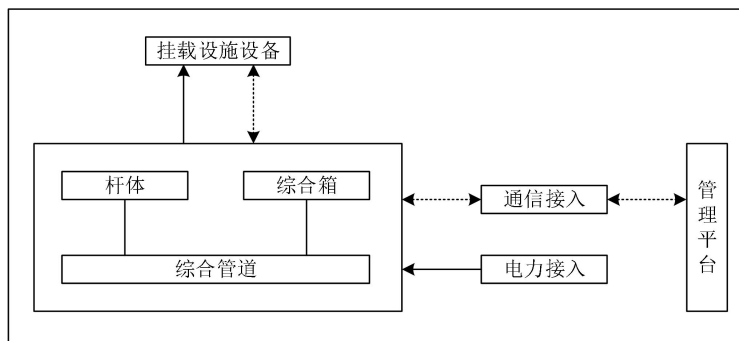 挂载设施设备
杆体
综合箱
综合管道
通信接入
电力接入
管理平台